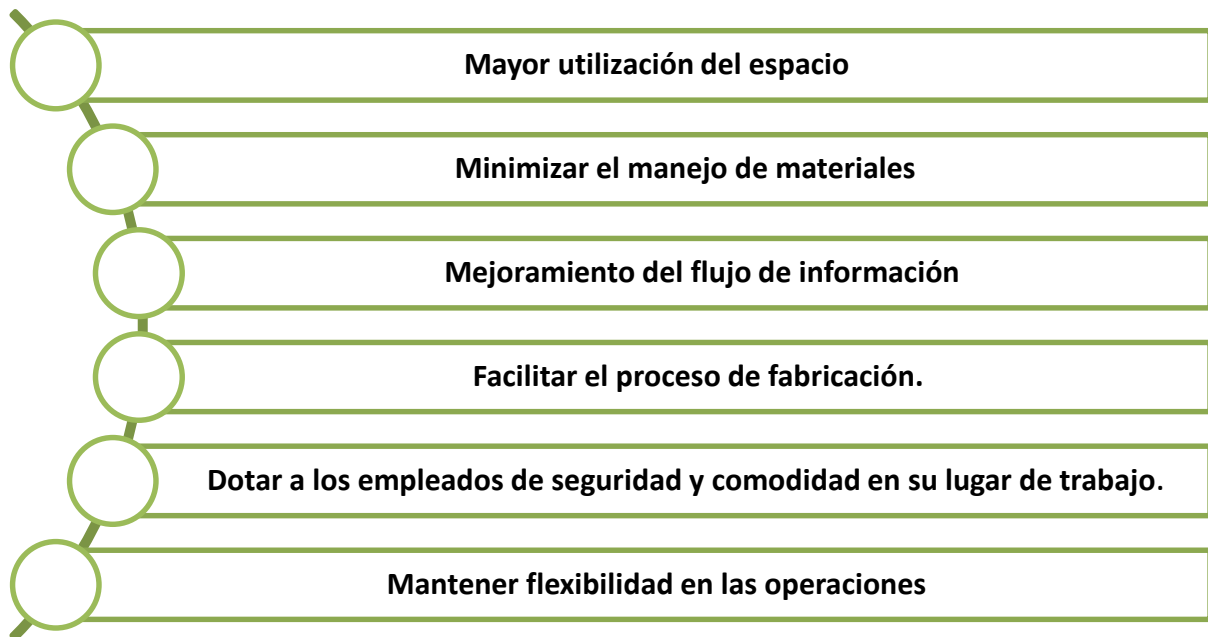 Mayor utilización del espacio
Minimizar el manejo de materiales
Mejoramiento del flujo de información
Facilitar el proceso de fabricación.
Dotar a los empleados de seguridad y comodidad en su lugar de trabajo.
Mantener flexibilidad en las operaciones